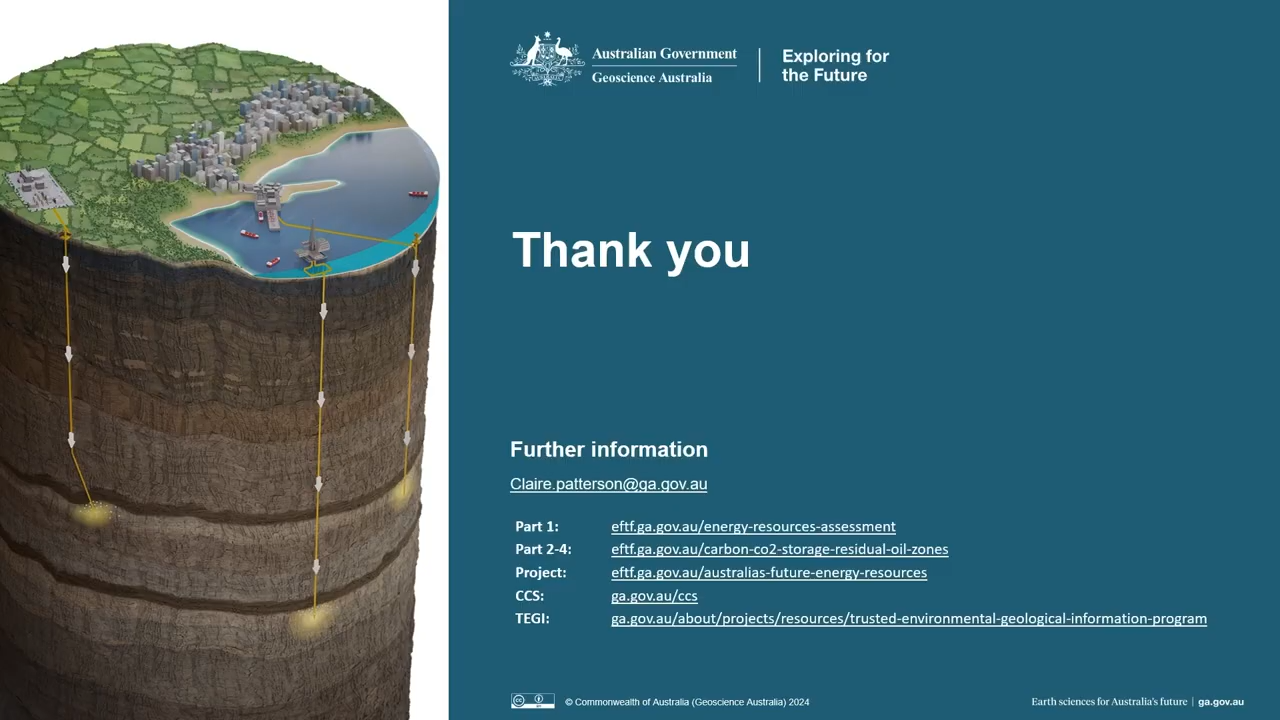 Australian Government
Geoscience Australia
Exploring for
the Future
Thank you
Further information
Claire.patterson@ga.gov.au
Part 1: eftf.ga.gov.au/energy-resources-assessment
Part 2-4: eftf.ga.gov.au/carbon-co2-storage-residual-oil-zones
Project: eftf.ga.gov.au/australias-future-energy-resources
CCS: ga.gov.au/ccs
TEGI: ga.gov.au/about/projects/resources/trusted-environmental-geological-information-program
© Commonwealth of Australia (Geoscience Australia) 2024
Earth sciences for Australia's future | ga.gov.au